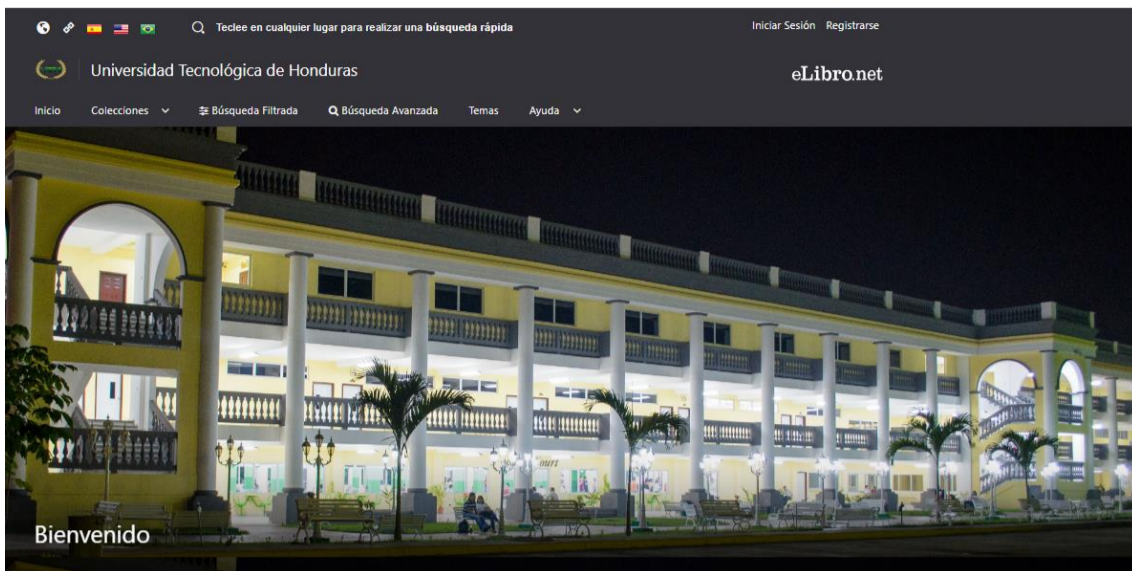 Teclee en cualquier lugar para realizar una búsqueda rápida
Iniciar Sesión Registrarse
Universidad Tecnológica de Honduras
eLibro.net
Inicio Colecciones Búsqueda Filtrada Búsqueda Avanzada Temas Ayuda
Bienvenido